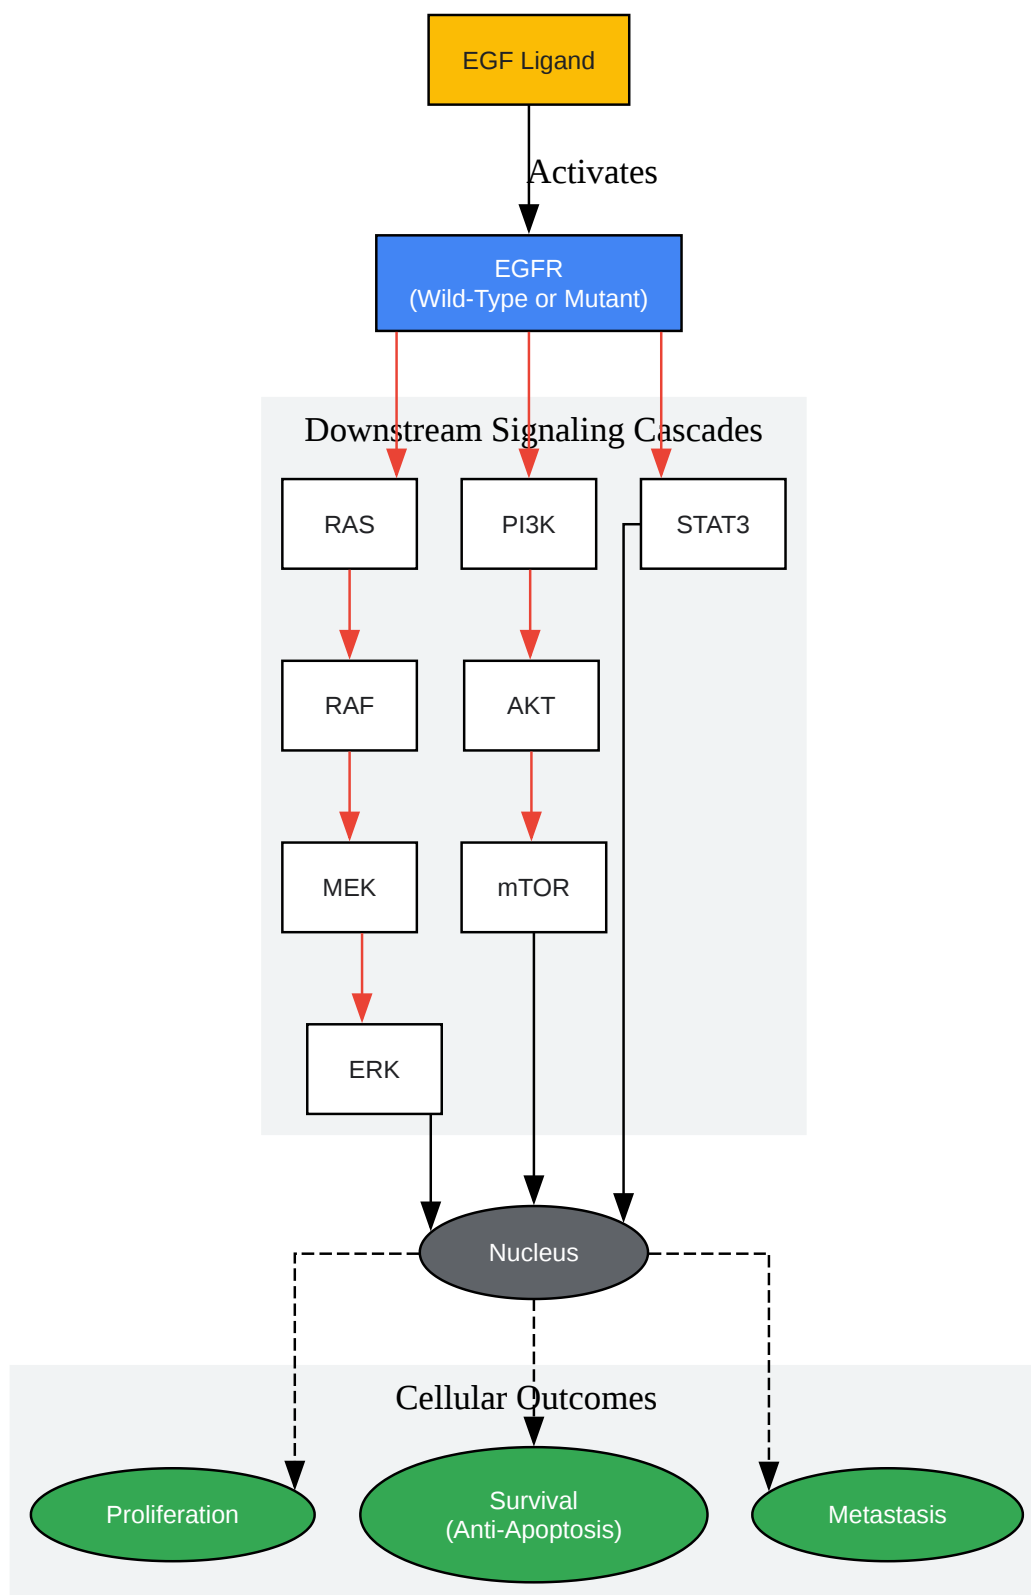 EGF Ligand
Activates
EGFR
(Wild-Type or Mutant)
Downstream Signaling Cascades
RAS
PI3K
STAT3
RAF
AKT
MEK
mTOR
ERK
Nucleus
Cellular Outcomes
Proliferation
Survival
(Anti-Apoptosis)
Metastasis